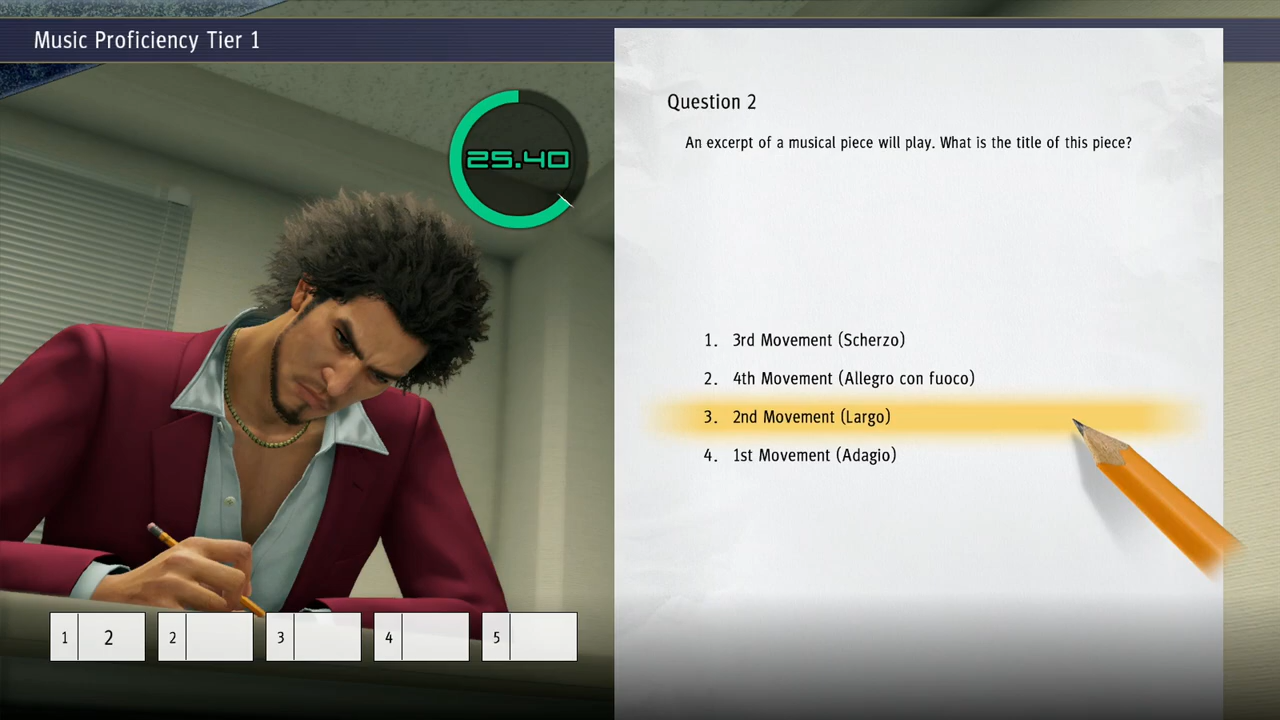 Music Proficiency Tier 1
25.40
Question 2
An excerpt of a musical piece will play. What is the title of this piece?
1. 3rd Movement (Scherzo)
2. 4th Movement (Allegro con fuoco)
3. 2nd Movement (Largo)
4. 1st Movement (Adagio)
1 2 2 3 4 5